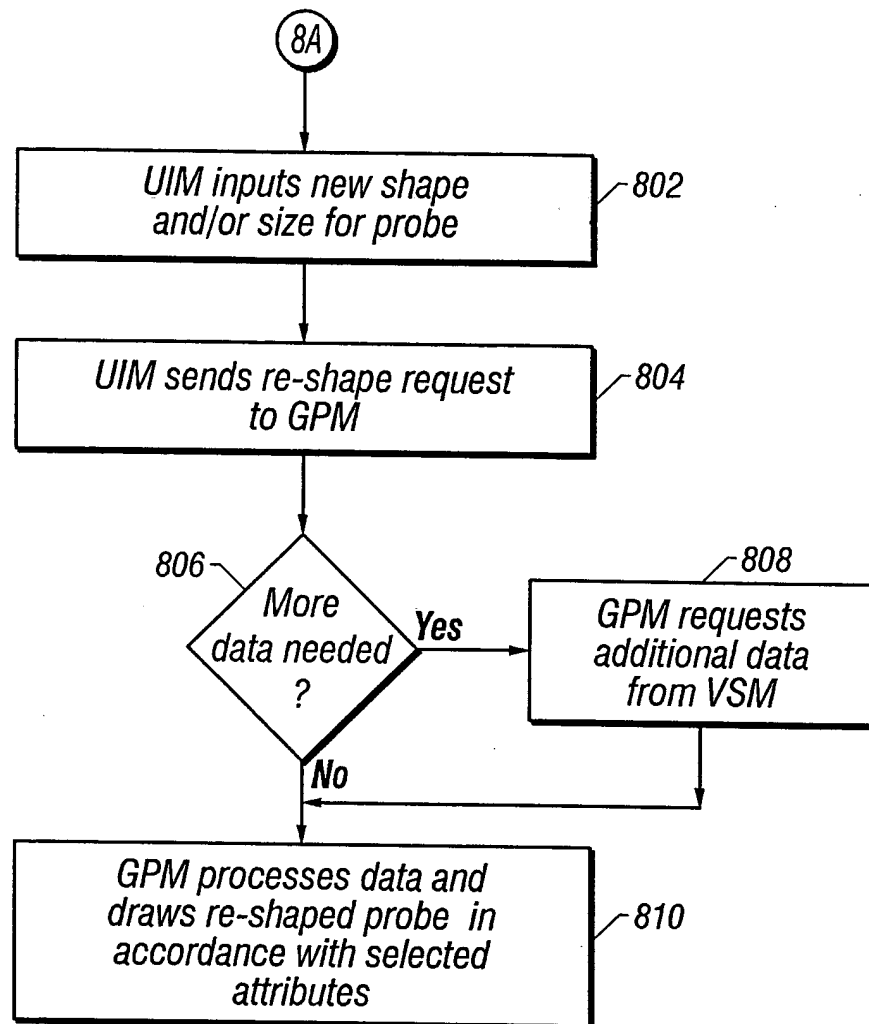 8A
UIM inputs new shape
and/or size for probe
802
UIM sends re-shape request
to GPM
804
806
More
data needed
?
Yes
808
GPM requests
additional data
from VSM
No
GPM processes data and
draws re-shaped probe in
accordance with selected
attributes
810